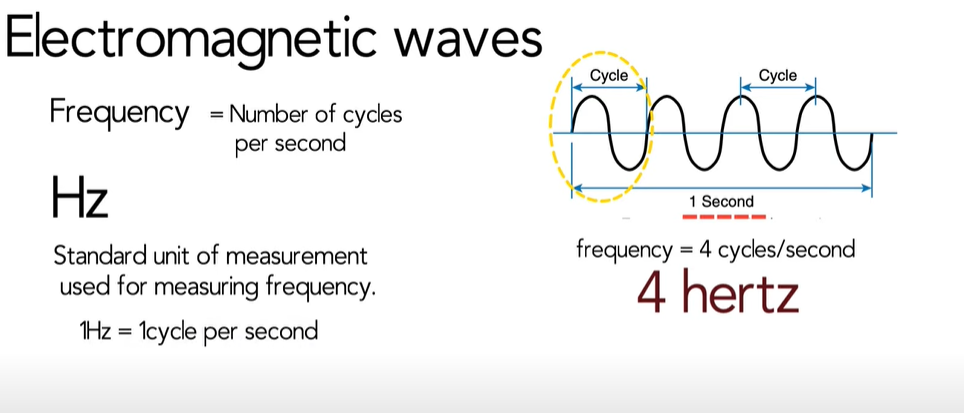 Electromagnetic waves
Frequency = Number of cycles
per second
Hz
Standard unit of measurement
used for measuring frequency.
1Hz = 1cycle per second
Cycle
Cycle
1 Second
frequency = 4 cycles/second
4 hertz